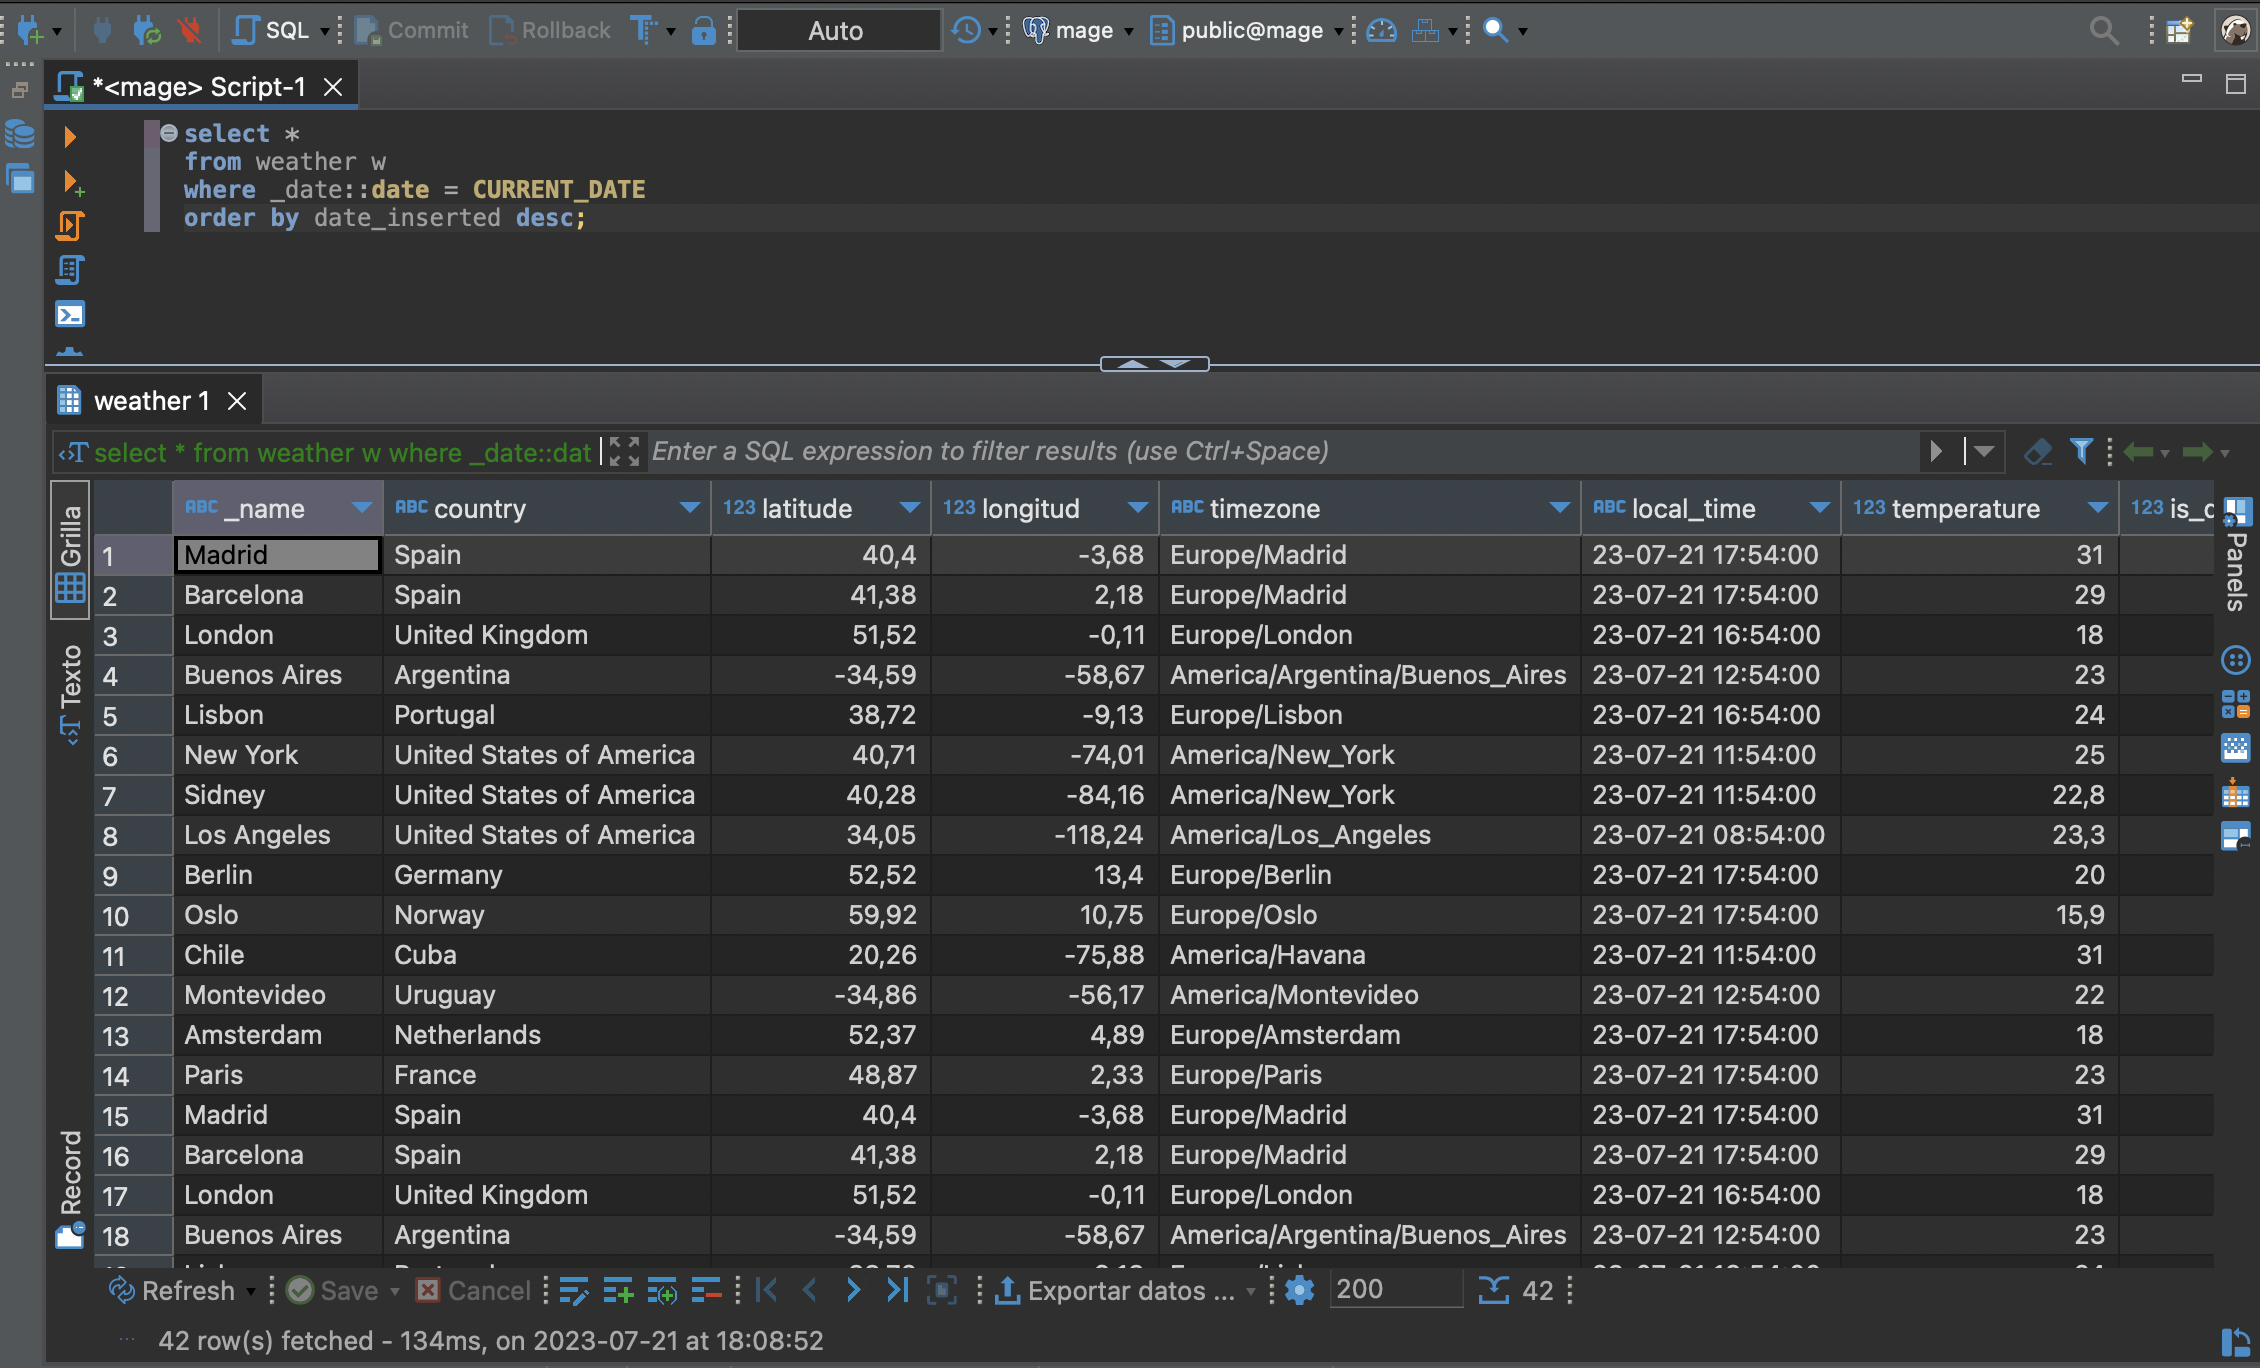 SQL Commit Rollback Auto mage public@mage
*<mage> Script-1
select *
from weather w
where _date::date = CURRENT_DATE
order by date_inserted desc;
weather 1
select * from weather w where _date::dat Enter a SQL expression to filter results (use Ctrl+Space)
Grilla
Texto
Record
Panels
ABC _name ABC country 123 latitude 123 longitud ABC timezone ABC local_time 123 temperature 123
1 Madrid Spain 40,4 -3,68 Europe/Madrid 23-07-21 17:54:00 31
2 Barcelona Spain 41,38 2,18 Europe/Madrid 23-07-21 17:54:00 29
3 London United Kingdom 51,52 -0,11 Europe/London 23-07-21 16:54:00 18
4 Buenos Aires Argentina -34,59 -58,67 America/Argentina/Buenos_Aires 23-07-21 12:54:00 23
5 Lisbon Portugal 38,72 -9,13 Europe/Lisbon 23-07-21 16:54:00 24
6 New York United States of America 40,71 -74,01 America/New_York 23-07-21 11:54:00 25
7 Sidney United States of America 40,28 -84,16 America/New_York 23-07-21 11:54:00 22,8
8 Los Angeles United States of America 34,05 -118,24 America/Los_Angeles 23-07-21 08:54:00 23,3
9 Berlin Germany 52,52 13,4 Europe/Berlin 23-07-21 17:54:00 20
10 Oslo Norway 59,92 10,75 Europe/Oslo 23-07-21 17:54:00 15,9
11 Chile Cuba 20,26 -75,88 America/Havana 23-07-21 11:54:00 31
12 Montevideo Uruguay -34,86 -56,17 America/Montevideo 23-07-21 12:54:00 22
13 Amsterdam Netherlands 52,37 4,89 Europe/Amsterdam 23-07-21 17:54:00 18
14 Paris France 48,87 2,33 Europe/Paris 23-07-21 17:54:00 23
15 Madrid Spain 40,4 -3,68 Europe/Madrid 23-07-21 17:54:00 31
16 Barcelona Spain 41,38 2,18 Europe/Madrid 23-07-21 17:54:00 29
17 London United Kingdom 51,52 -0,11 Europe/London 23-07-21 16:54:00 18
18 Buenos Aires Argentina -34,59 -58,67 America/Argentina/Buenos_Aires 23-07-21 12:54:00 23
Refresh Save Cancel Exportar datos ... 200 42
42 row(s) fetched - 134ms, on 2023-07-21 at 18:08:52